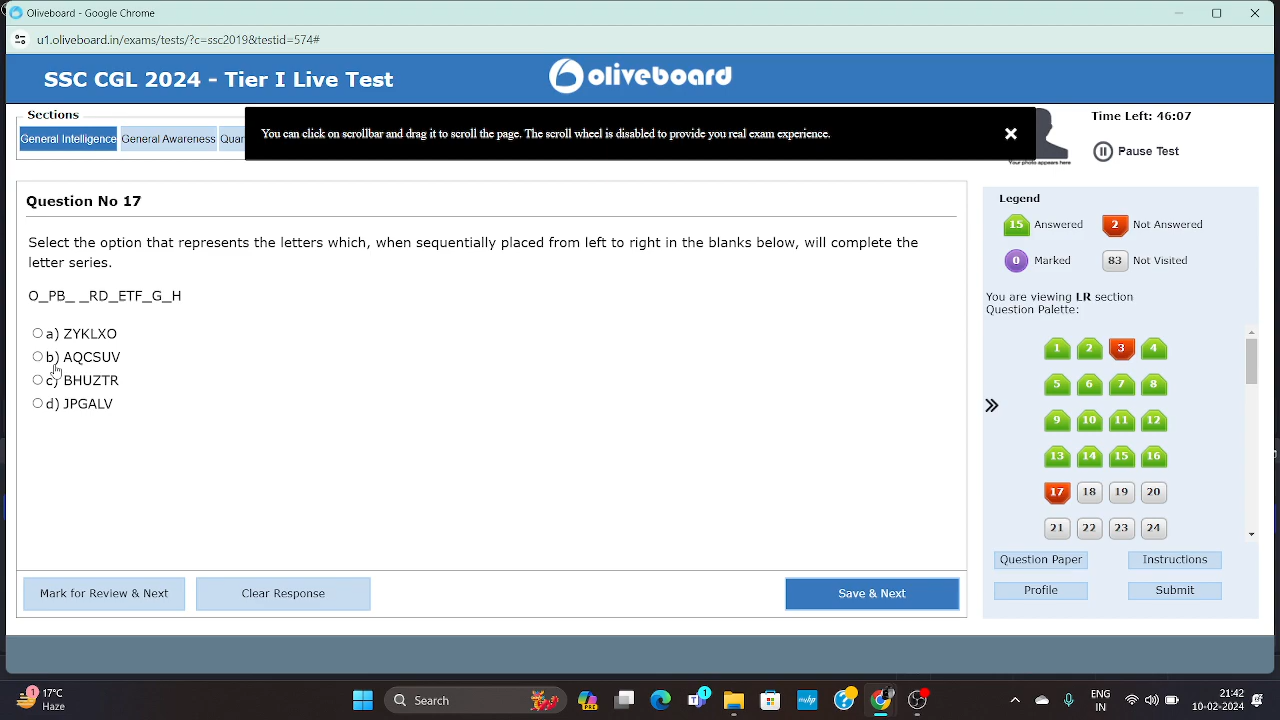 Oliveboard - Google Chrome
u1.oliveboard.in/exams/tests/?c=ssc2019&testid=574#
SSC CGL 2024 - Tier I Live Test
oliveboard
Sections
General Intelligence
General Awareness
Quar
You can click on scrollbar and drag it to scroll the page. The scroll wheel is disabled to provide you real exam experience.
Your photo appears here
Time Left: 46:07
Pause Test
Question No 17
Select the option that represents the letters which, when sequentially placed from left to right in the blanks below, will complete the
letter series.
O_PB_ _RD_ETF_G_H
a) ZYKLXO
b) AQCSUV
c) BHUZTR
d) JPGALV
Mark for Review & Next
Clear Response
Save & Next
Legend
15 Answered
2 Not Answered
0 Marked
83 Not Visited
You are viewing LR section
Question Palette:
1 2 3 4
5 6 7 8
9 10 11 12
13 14 15 16
17 18 19 20
21 22 23 24
Question Paper
Instructions
Profile
Submit
17°C
Haze
Search
ENG
IN
21:42
10-02-2024